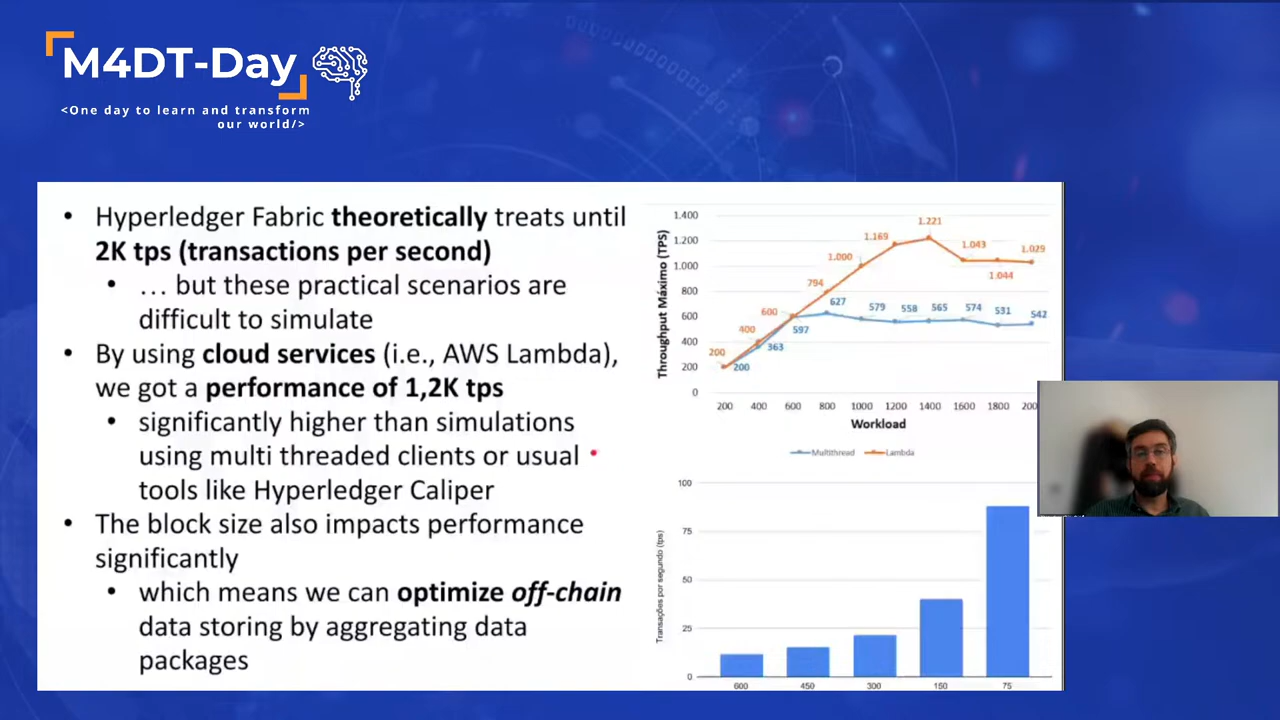 M4DT-Day
<One day to learn and transform
our world/>
• Hyperledger Fabric theoretically treats until
2K tps (transactions per second)
• … but these practical scenarios are
difficult to simulate
• By using cloud services (i.e., AWS Lambda),
we got a performance of 1,2K tps
• significantly higher than simulations
using multi threaded clients or usual
tools like Hyperledger Caliper
• The block size also impacts performance
significantly
• which means we can optimize off-chain
data storing by aggregating data
packages
Throughput Máximo (TPS)
1.400
1.200
1.000
800
600
400
200
0
200
400
600
794
1.000
1.169
1.221
1.043
1.044
1.029
200
363
597
627
579
558
565
574
531
542
200 400 600 800 1000 1200 1400 1600 1800
Workload
Multithread Lambda
Transações por segundo (tps)
100
75
50
25
0
600 450 300 150 75